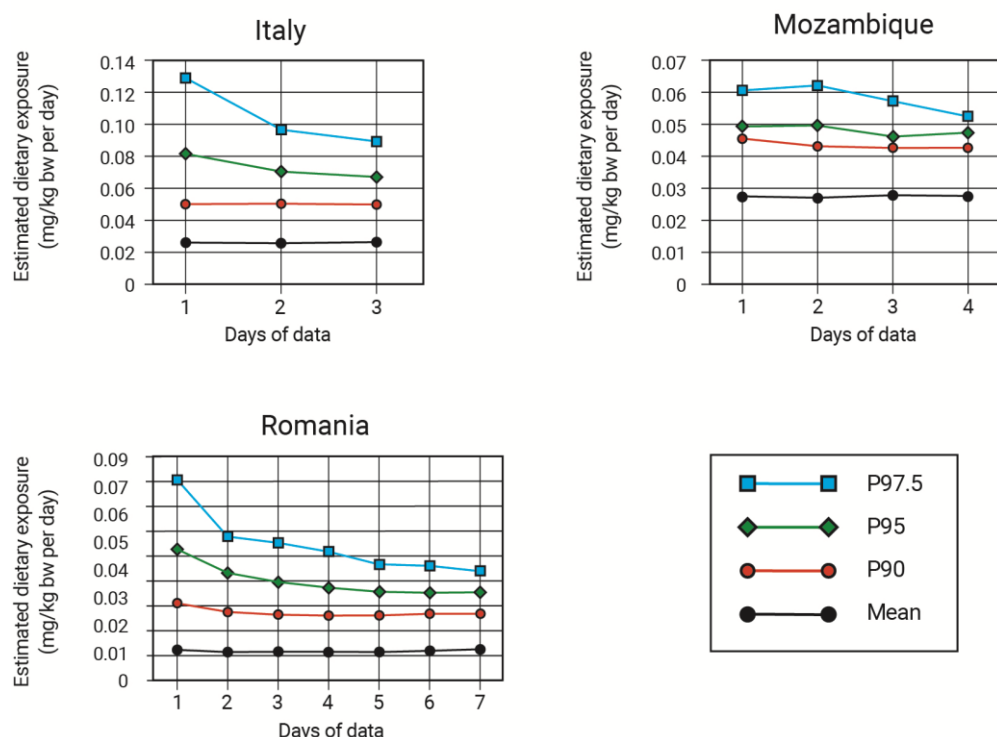 Italy
Estimated dietary exposure
(mg/kg bw per day)
0.14
0.12
0.10
0.08
0.06
0.04
0.02
0
1 2 3
Days of data
Mozambique
Estimated dietary exposure
(mg/kg bw per day)
0.07
0.06
0.05
0.04
0.03
0.02
0.01
0
1 2 3 4
Days of data
Romania
Estimated dietary exposure
(mg/kg bw per day)
0.09
0.07
0.06
0.05
0.04
0.03
0.02
0.01
0
1 2 3 4 5 6 7
Days of data
P97.5
P95
P90
Mean